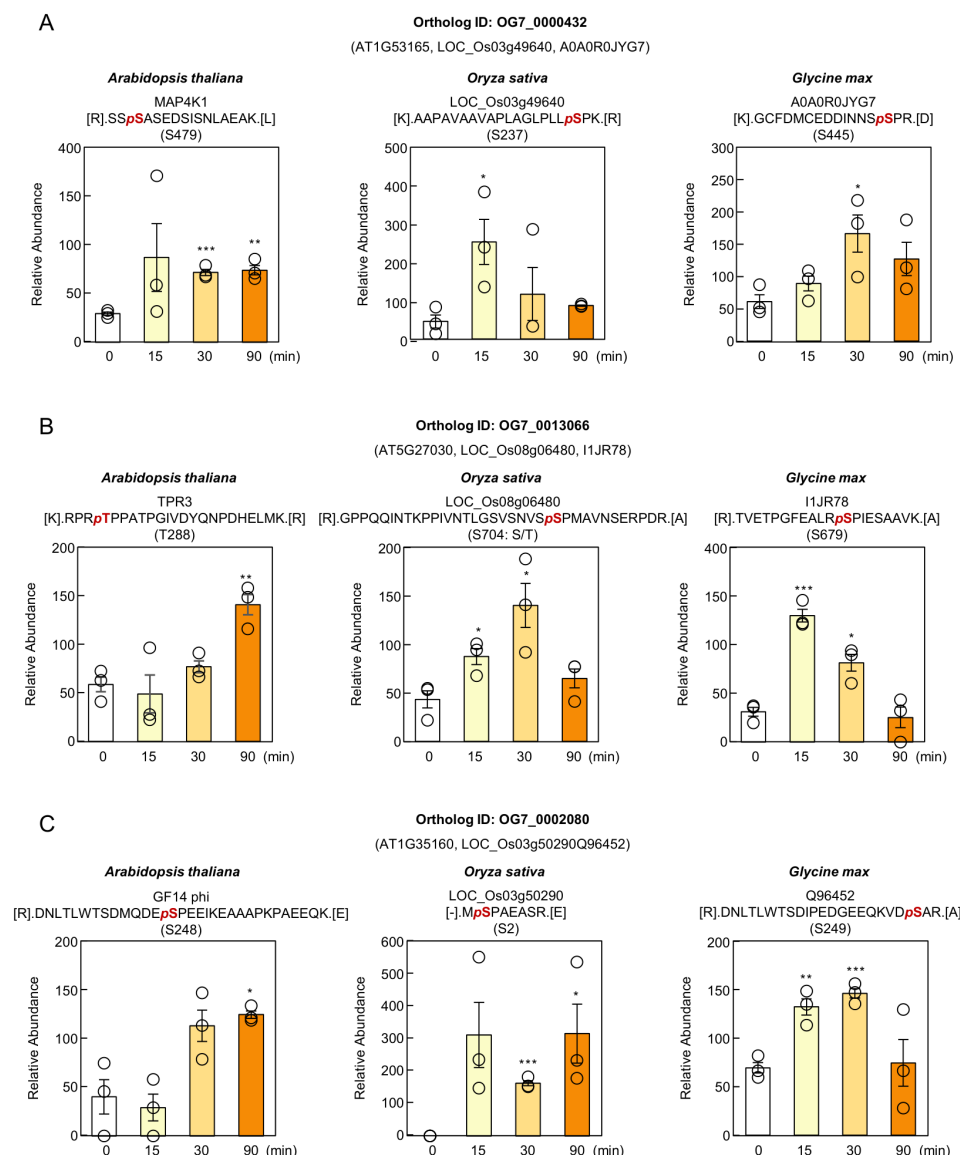 A
Ortholog ID: OG7_0000432
(AT1G53165, LOC_Os03g49640, A0A0R0JYG7)
Arabidopsis thaliana
MAP4K1
[R].SSpSASEDSISNLAEAK.[L]
(S479)
400
150
100
50
0
Relative Abundance
***
**
0 15 30 90 (min)
Oryza sativa
LOC_Os03g49640
[K].AAPAVAAVAPLAGLPLLpSPK.[R]
(S237)
500
400
300
200
100
0
Relative Abundance
*
0 15 30 90 (min)
Glycine max
A0A0R0JYG7
[K].GCFDMCEDDINNSpSPR.[D]
(S445)
300
250
200
150
100
50
0
Relative Abundance
*
0 15 30 90 (min)
B
Ortholog ID: OG7_0013066
(AT5G27030, LOC_Os08g06480, I1JR78)
Arabidopsis thaliana
TPR3
[K].RPRpTPPATPGIVDYQNPDHELMK.[R]
(T288)
200
150
100
50
0
Relative Abundance
**
0 15 30 90 (min)
Oryza sativa
LOC_Os08g06480
[R].GPPQQINTKPPIVNTLGSVSNVSpSPMAVNSERPDR.[A]
(S704: S/T)
200
150
100
50
0
Relative Abundance
*
*
0 15 30 90 (min)
Glycine max
I1JR78
[R].TVETPGFEALRpSPIESAAVK.[A]
(S679)
400
150
100
50
0
Relative Abundance
***
*
0 15 30 90 (min)
C
Ortholog ID: OG7_0002080
(AT1G35160, LOC_Os03g50290Q96452)
Arabidopsis thaliana
GF14 phi
[R].DNLTLWTSDMQDEpSPEEIKEAAAPKPAEEQK.[E]
(S248)
200
150
100
50
0
Relative Abundance
*
0 15 30 90 (min)
Oryza sativa
LOC_Os03g50290
[-].MpSPAEASR.[E]
(S2)
600
500
400
300
200
100
0
Relative Abundance
***
*
0 15 30 90 (min)
Glycine max
Q96452
[R].DNLTLWTSDIPEDGEEQKVDpSAR.[A]
(S249)
200
150
100
50
0
Relative Abundance
**
***
0 15 30 90 (min)